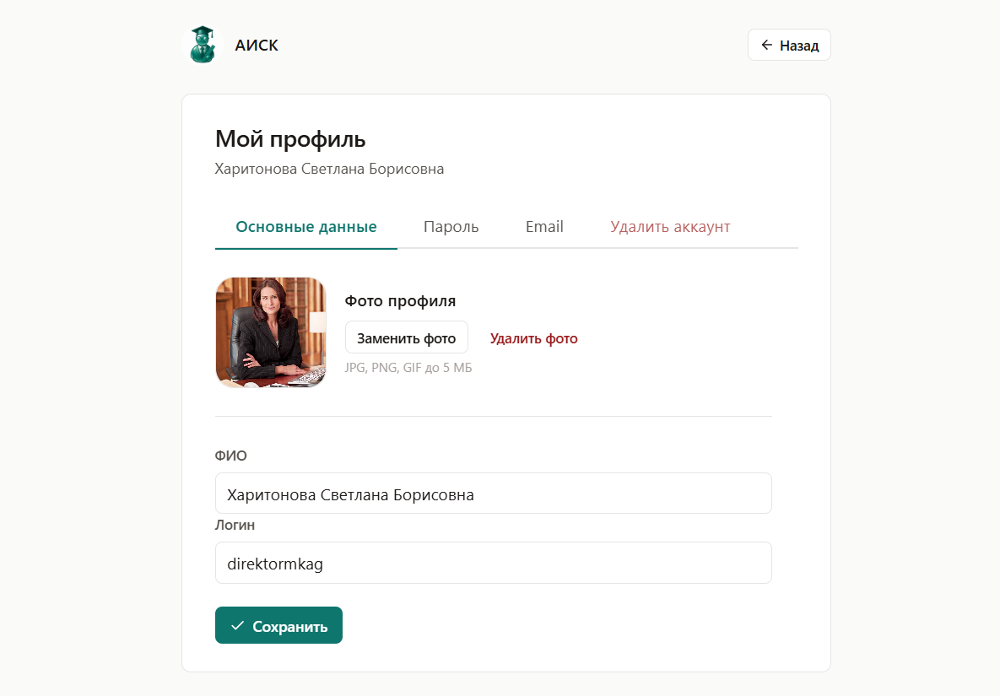 АИСК
Назад
Мой профиль
Харитонова Светлана Борисовна
Основные данные
Пароль
Email
Удалить аккаунт
Фото профиля
Заменить фото
Удалить фото
JPG, PNG, GIF до 5 МБ
ФИО
Харитонова Светлана Борисовна
Логин
direktormkag
Сохранить